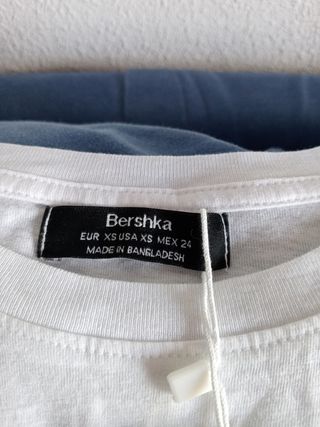 Bershka
EUR XS USA XS MEX 24
MADE IN BANGLADESH